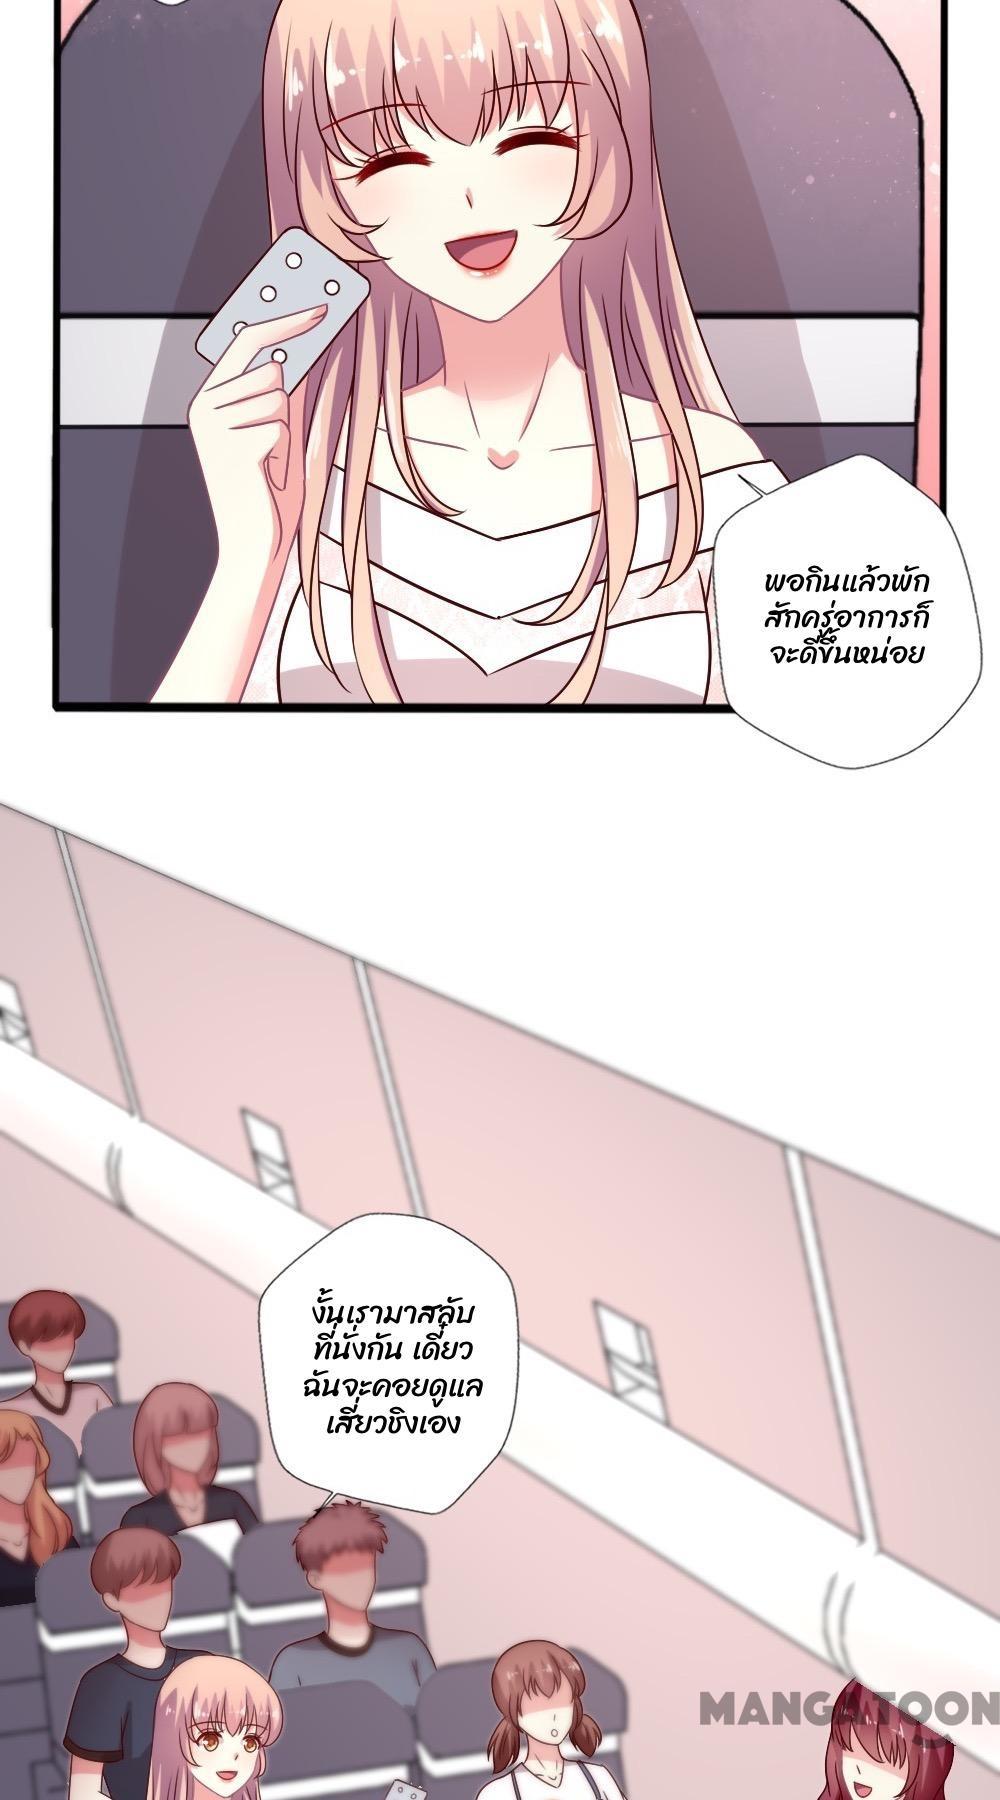 พอกินแล้วพัก
สักครู่อาการก็
จะดีขึ้นหน่อย
งั้นเรามาสลับ
ที่นั่งกัน เดี๋ยว
ฉันจะคอยดูแล
เสี่ยวชิงเอง
MANGATOON